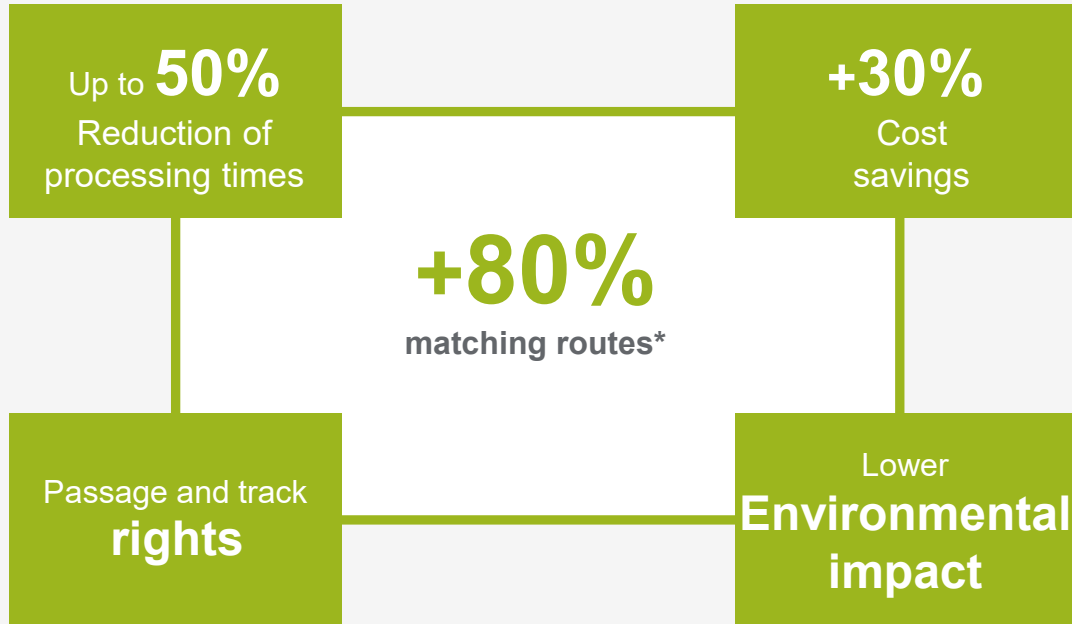 Up to 50%
Reduction of
processing times
+30%
Cost
savings
+80%
matching routes*
Passage and track
rights
Lower
Environmental
impact